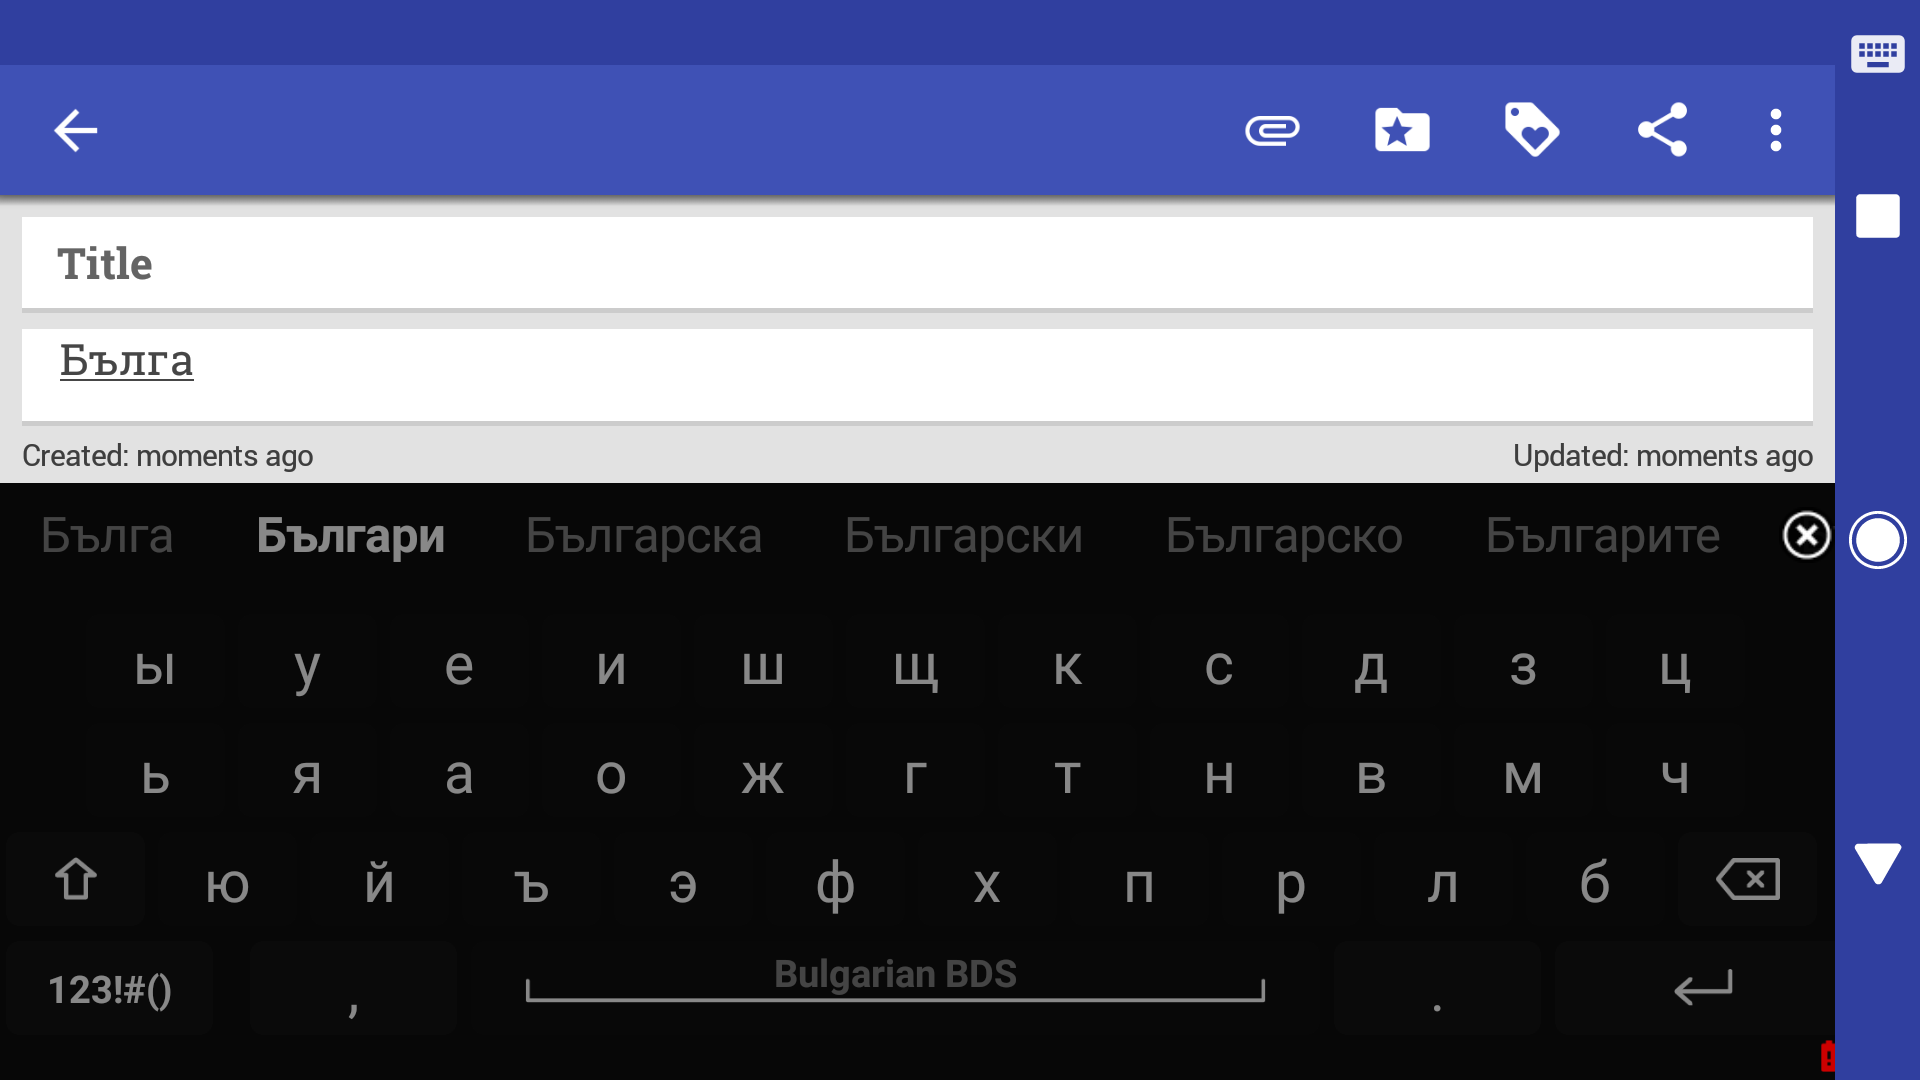 Title
Бълга
Created: moments ago Updated: moments ago
Бълга Българи Българска Български Българско Българите
ы у е и ш щ к с д з ц
ь я а о ж г т н в м ч
ю й ъ э ф х п р л б
123!#() , Bulgarian BDS .